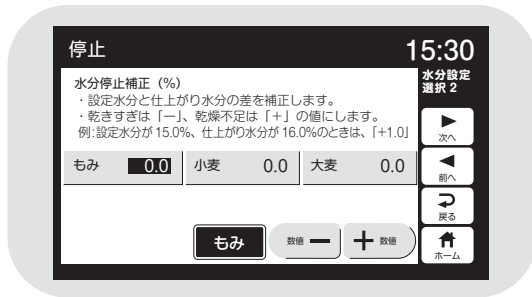 停止
15:30
水分停止補正（%）
・設定水分と仕上がり水分の差を補正します。
・乾きすぎは「―」、乾燥不足は「＋」の値にします。
例:設定水分が15.0%、仕上がり水分が16.0%のときは、「+1.0」
もみ 0.0 小麦 0.0 大麦 0.0
もみ 数値 ー ＋ 数値
水分設定
選択 2
次へ
前へ
戻る
ホーム